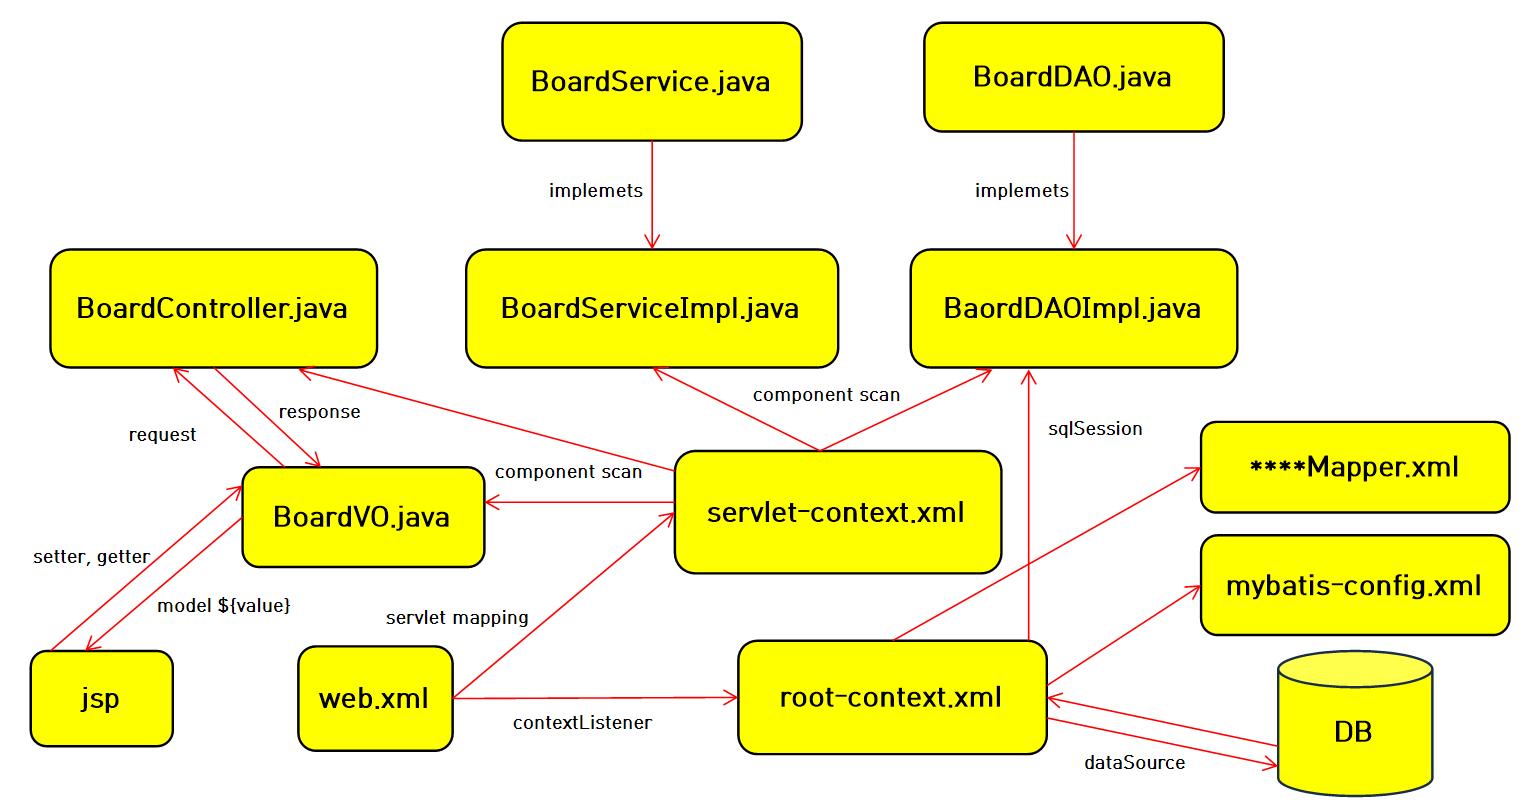 BoardService.java
BoardDAO.java
implemets
implemets
BoardController.java
BoardServiceImpl.java
BaordDAOImpl.java
component scan
response
request
sqlSession
component scan
****Mapper.xml
BoardVO.java
servlet-context.xml
setter, getter
mybatis-config.xml
model ${value}
servlet mapping
jsp
web.xml
root-context.xml
contextListener
DB
dataSource